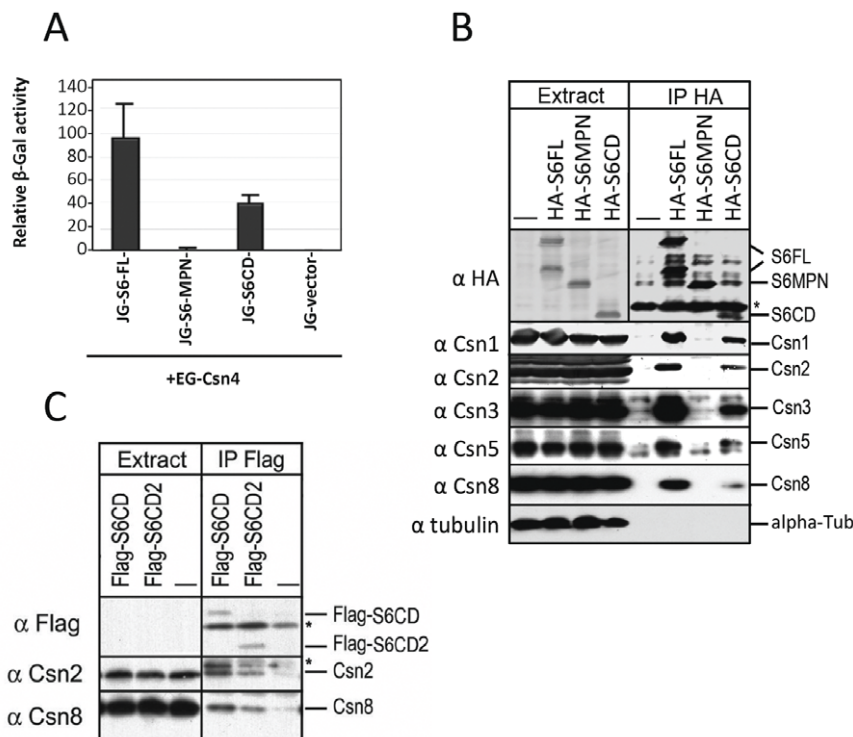 A
Relative β-Gal activity
140
120
100
80
60
40
20
0
JG-S6-FL-
JG-S6-MPN-
JG-S6CD-
JG-vector-
+EG-Csn4
B
Extract
IP HA
— HA-S6FL HA-S6MPN HA-S6CD
— HA-S6FL HA-S6MPN HA-S6CD
α HA
S6FL
S6MPN
*
S6CD
α Csn1
Csn1
α Csn2
Csn2
α Csn3
Csn3
α Csn5
Csn5
α Csn8
Csn8
α tubulin
alpha-Tub
C
Extract
IP Flag
Flag-S6CD Flag-S6CD2 —
Flag-S6CD Flag-S6CD2 —
α Flag
Flag-S6CD
*
Flag-S6CD2
α Csn2
*
Csn2
α Csn8
Csn8